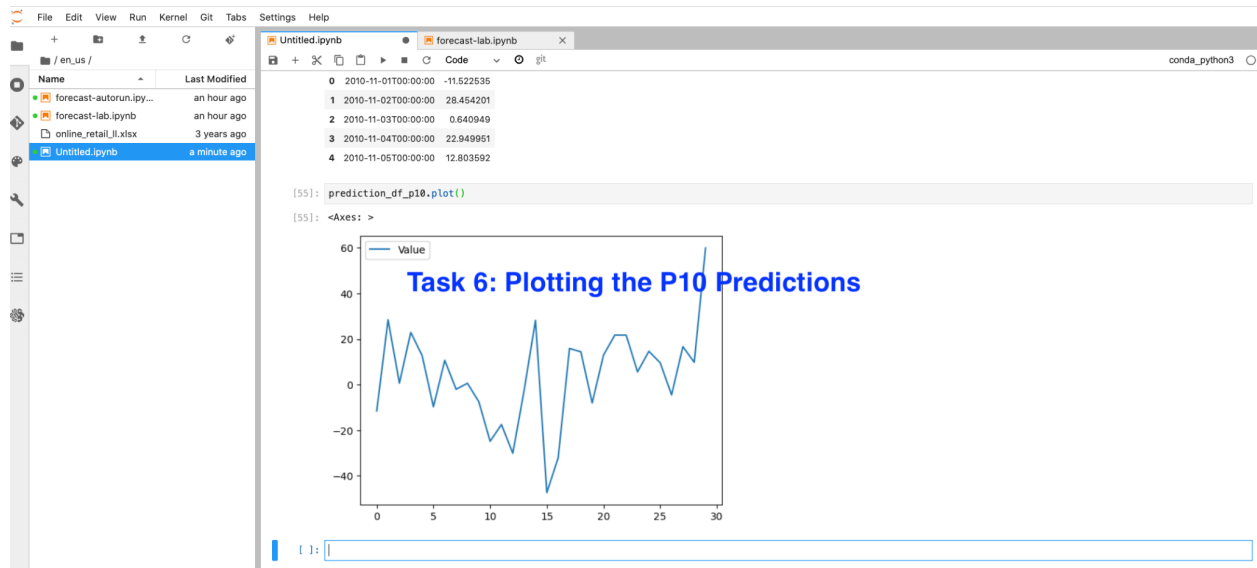 File Edit View Run Kernel Git Tabs Settings Help
Untitled.ipynb
forecast-lab.ipynb
/ en_us /
Code
git
conda_python3
Name Last Modified
forecast-autorun.ipy... an hour ago
forecast-lab.ipynb an hour ago
online_retail_II.xlsx 3 years ago
Untitled.ipynb a minute ago
0 2010-11-01T00:00:00 -11.522535
1 2010-11-02T00:00:00 28.454201
2 2010-11-03T00:00:00 0.640949
3 2010-11-04T00:00:00 22.949951
4 2010-11-05T00:00:00 12.803592
[55]: prediction_df_p10.plot()
[55]: <Axes: >
Value
Task 6: Plotting the P10 Predictions
60
40
20
0
−20
−40
0 5 10 15 20 25 30
[ ]: